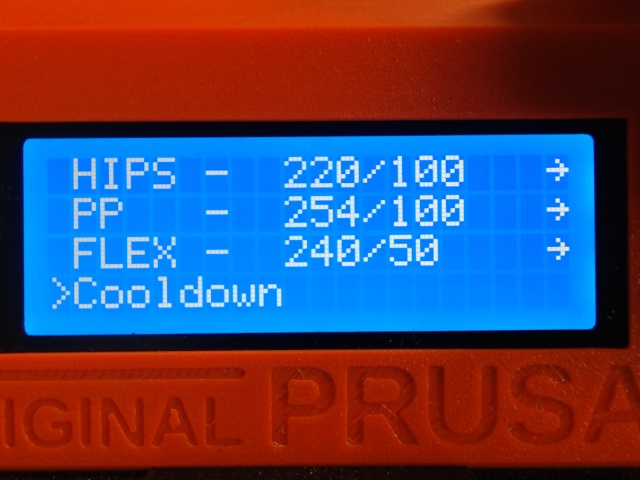 HIPS - 220/100 →
PP - 254/100 →
FLEX - 240/50 →
>Cooldown
IGINAL PRUSA